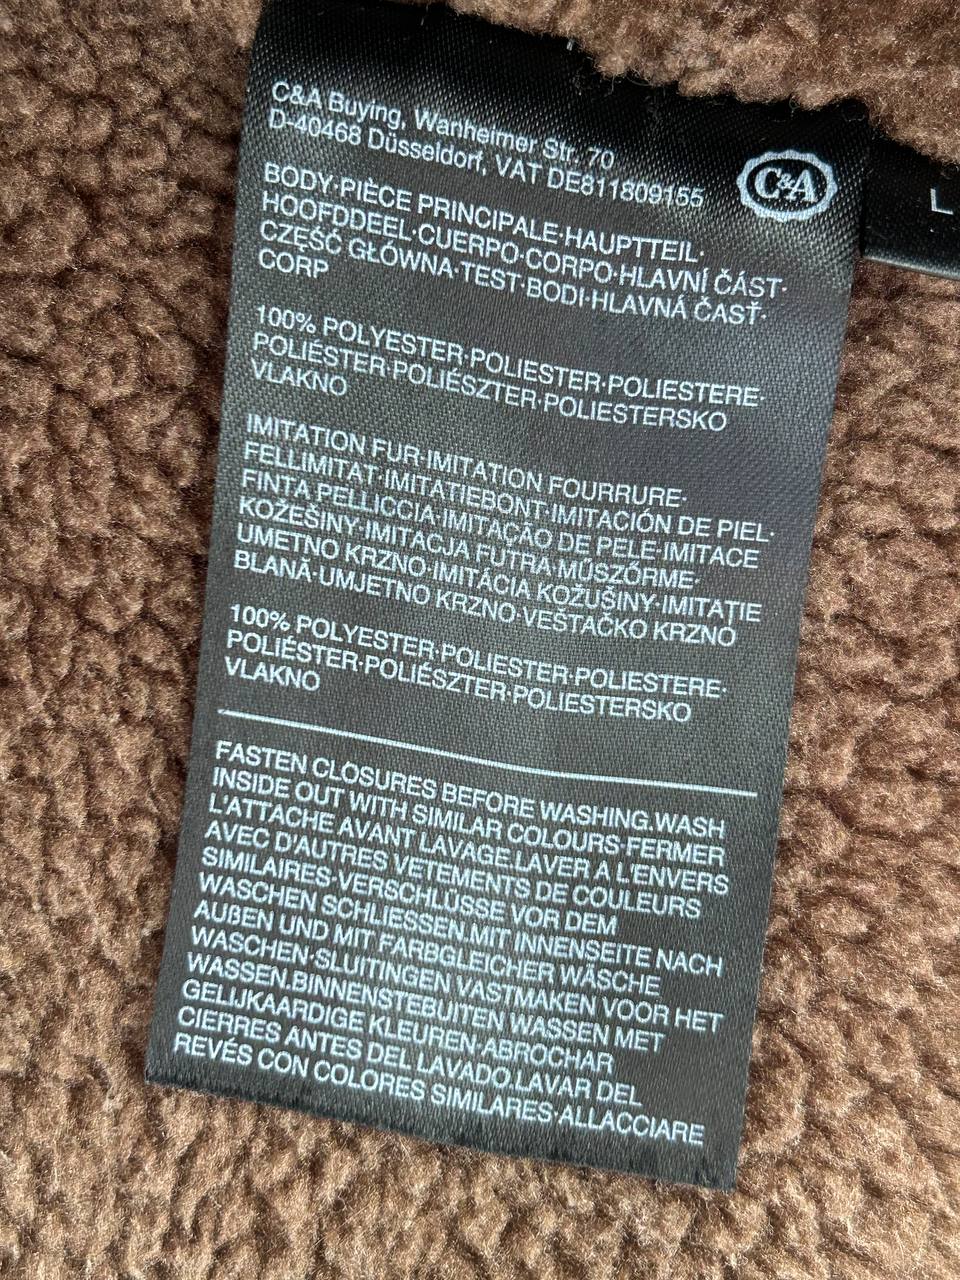 C&A Buying, Wanheimer Str. 70
D-40468 Düsseldorf, VAT DE811809155
C&A
L
BODY·PIÈCE PRINCIPALE·HAUPTTEIL·
HOOFDDEEL·CUERPO·CORPO·HLAVNÍ ČÁST·
CZĘŚĆ GŁÓWNA·TEST·BODI·HLAVNÁ ČASŤ·
CORP
100% POLYESTER·POLIESTER·POLIESTERE·
POLIÉSTER·POLIÉSZTER·POLIESTERSKO
VLAKNO
IMITATION FUR·IMITATION FOURRURE·
FELLIMITAT·IMITATIEBONT·IMITACIÓN DE PIEL·
FINTA PELLICCIA·IMITAÇÃO DE PELE·IMITACE
KOŽEŠINY·IMITACJA FUTRA·MŰSZŐRME·
UMETNO KRZNO·IMITÁCIA KOŽUŠINY·IMITAȚIE
BLANĂ·UMJETNO KRZNO·VEŠTAČKO KRZNO
100% POLYESTER·POLIESTER·POLIESTERE·
POLIÉSTER·POLIÉSZTER·POLIESTERSKO
VLAKNO
FASTEN CLOSURES BEFORE WASHING.WASH
INSIDE OUT WITH SIMILAR COLOURS·FERMER
L'ATTACHE AVANT LAVAGE.LAVER A L'ENVERS
AVEC D'AUTRES VETEMENTS DE COULEURS
SIMILAIRES·VERSCHLÜSSE VOR DEM
WASCHEN SCHLIESSEN.MIT INNENSEITE NACH
AUßEN UND MIT FARBGLEICHER WÄSCHE
WASCHEN·SLUITINGEN VASTMAKEN VOOR HET
WASSEN.BINNENSTEBUITEN WASSEN MET
GELIJKAARDIGE KLEUREN·ABROCHAR
CIERRES ANTES DEL LAVADO.LAVAR DEL
REVÉS CON COLORES SIMILARES·ALLACCIARE